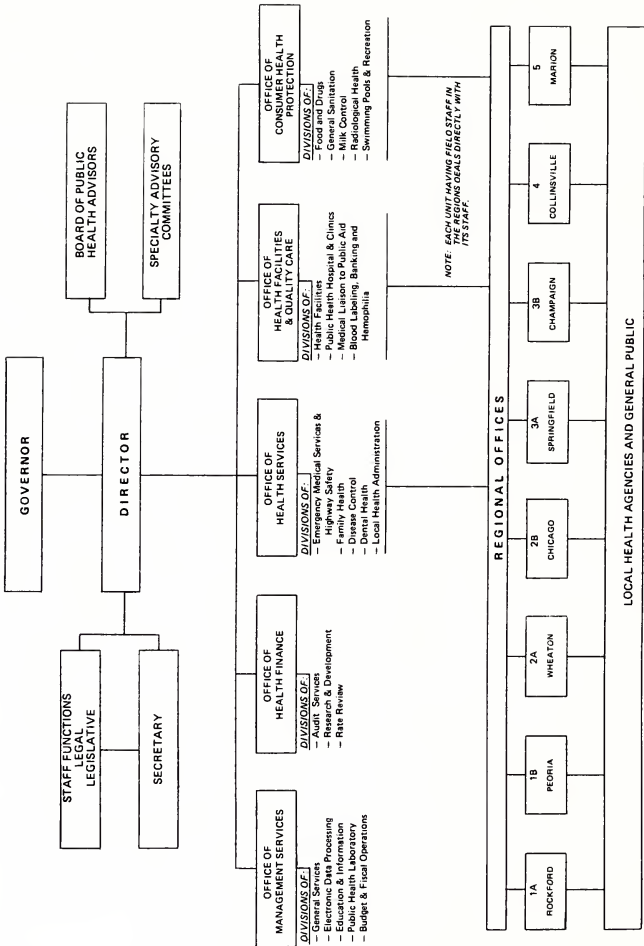 GOVERNOR
DIRECTOR
BOARD OF PUBLIC
HEALTH ADVISORS
SPECIALTY ADVISORY
COMMITTEES
STAFF FUNCTIONS
LEGAL
LEGISLATIVE
SECRETARY
OFFICE OF
MANAGEMENT SERVICES
DIVISIONS OF:
– General Services
– Electronic Data Processing
– Education & Information
– Public Health Laboratory
– Budget & Fiscal Operations
OFFICE OF
HEALTH FINANCE
DIVISIONS OF:
– Audit Services
– Research & Development
– Rate Review
OFFICE OF
HEALTH SERVICES
DIVISIONS OF:
– Emergency Medical Services &
Highway Safety
– Family Health
– Disease Control
– Dental Health
– Local Health Administration
OFFICE OF
HEALTH FACILITIES
& QUALITY CARE
DIVISIONS OF:
– Health Facilities
– Public Health Hospital & Clinics
– Medical Liaison to Public Aid
– Blood Labeling, Banking and
Hemophilia
OFFICE OF
CONSUMER HEALTH
PROTECTION
DIVISIONS OF:
– Food and Drugs
– General Sanitation
– Milk Control
– Radiological Health
– Swimming Pools & Recreation
NOTE: EACH UNIT HAVING FIELD STAFF IN
THE REGIONS DEALS DIRECTLY WITH
ITS STAFF.
REGIONAL OFFICES
1A
ROCKFORD
1B
PEORIA
2A
WHEATON
2B
CHICAGO
3A
SPRINGFIELD
3B
CHAMPAIGN
4
COLLINSVILLE
5
MARION
LOCAL HEALTH AGENCIES AND GENERAL PUBLIC